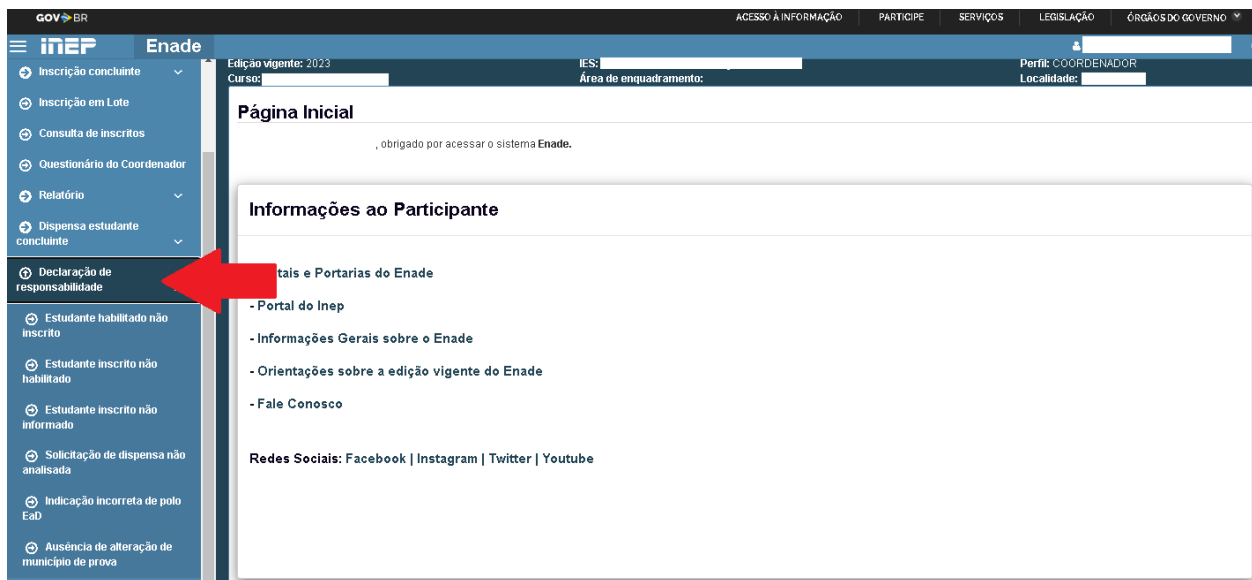 GOV BR
ACESSO À INFORMAÇÃO PARTICIPE SERVIÇOS LEGISLAÇÃO ÓRGÃOS DO GOVERNO
inep Enade
Edição vigente: 2023 IES: Perfil: COORDENADOR
Curso: Área de enquadramento: Localidade:
Inscrição concluinte
Inscrição em Lote
Consulta de inscritos
Questionário do Coordenador
Relatório
Dispensa estudante
concluinte
Declaração de
responsabilidade
Estudante habilitado não
inscrito
Estudante inscrito não
habilitado
Estudante inscrito não
informado
Solicitação de dispensa não
analisada
Indicação incorreta de polo
EaD
Ausência de alteração de
município de prova
Página Inicial
, obrigado por acessar o sistema Enade.
Informações ao Participante
tais e Portarias do Enade
- Portal do Inep
- Informações Gerais sobre o Enade
- Orientações sobre a edição vigente do Enade
- Fale Conosco
Redes Sociais: Facebook | Instagram | Twitter | Youtube